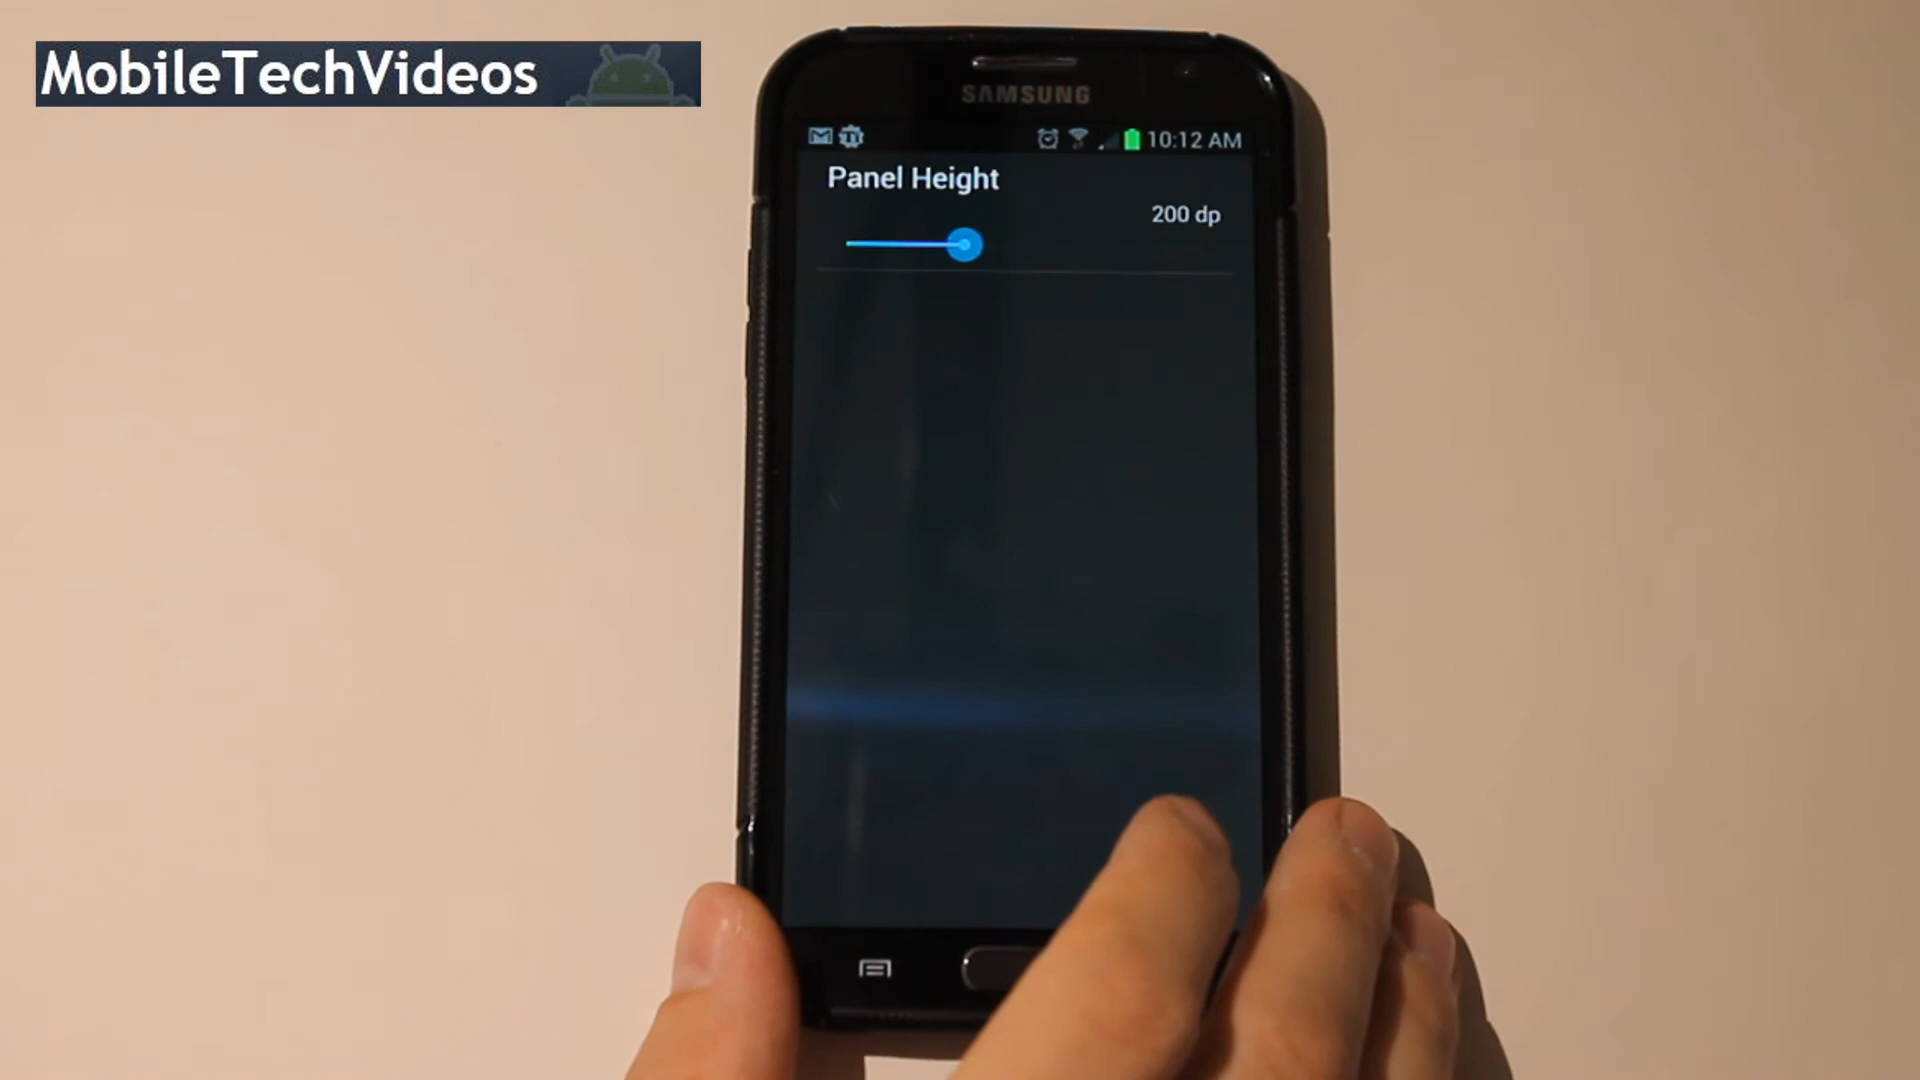 MobileTechVideos
SAMSUNG
10:12 AM
Panel Height
200 dp